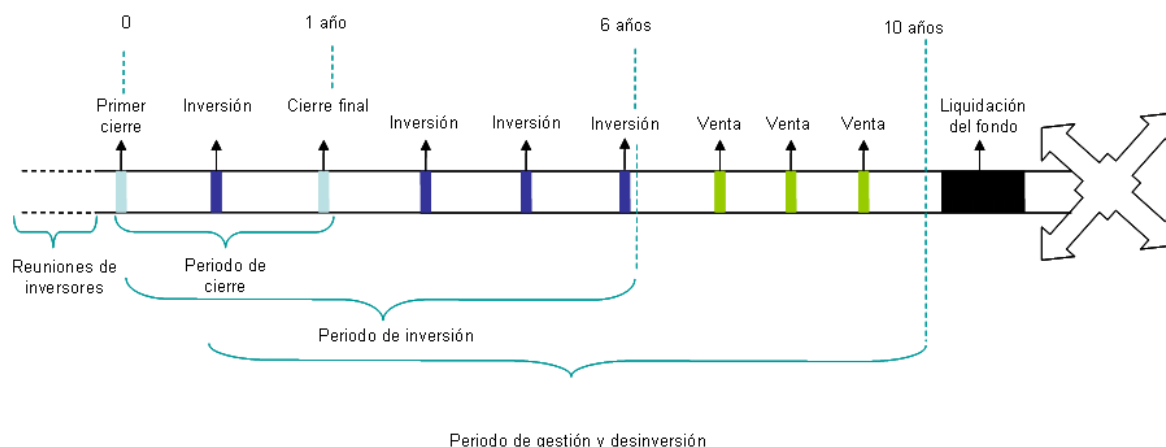 0
1 año
6 años
10 años
Primer
cierre
Inversión
Cierre final
Inversión
Inversión
Inversión
Venta
Venta
Venta
Liquidación
del fondo
Reuniones de
inversores
Periodo de
cierre
Periodo de inversión
Periodo de gestión y desinversión